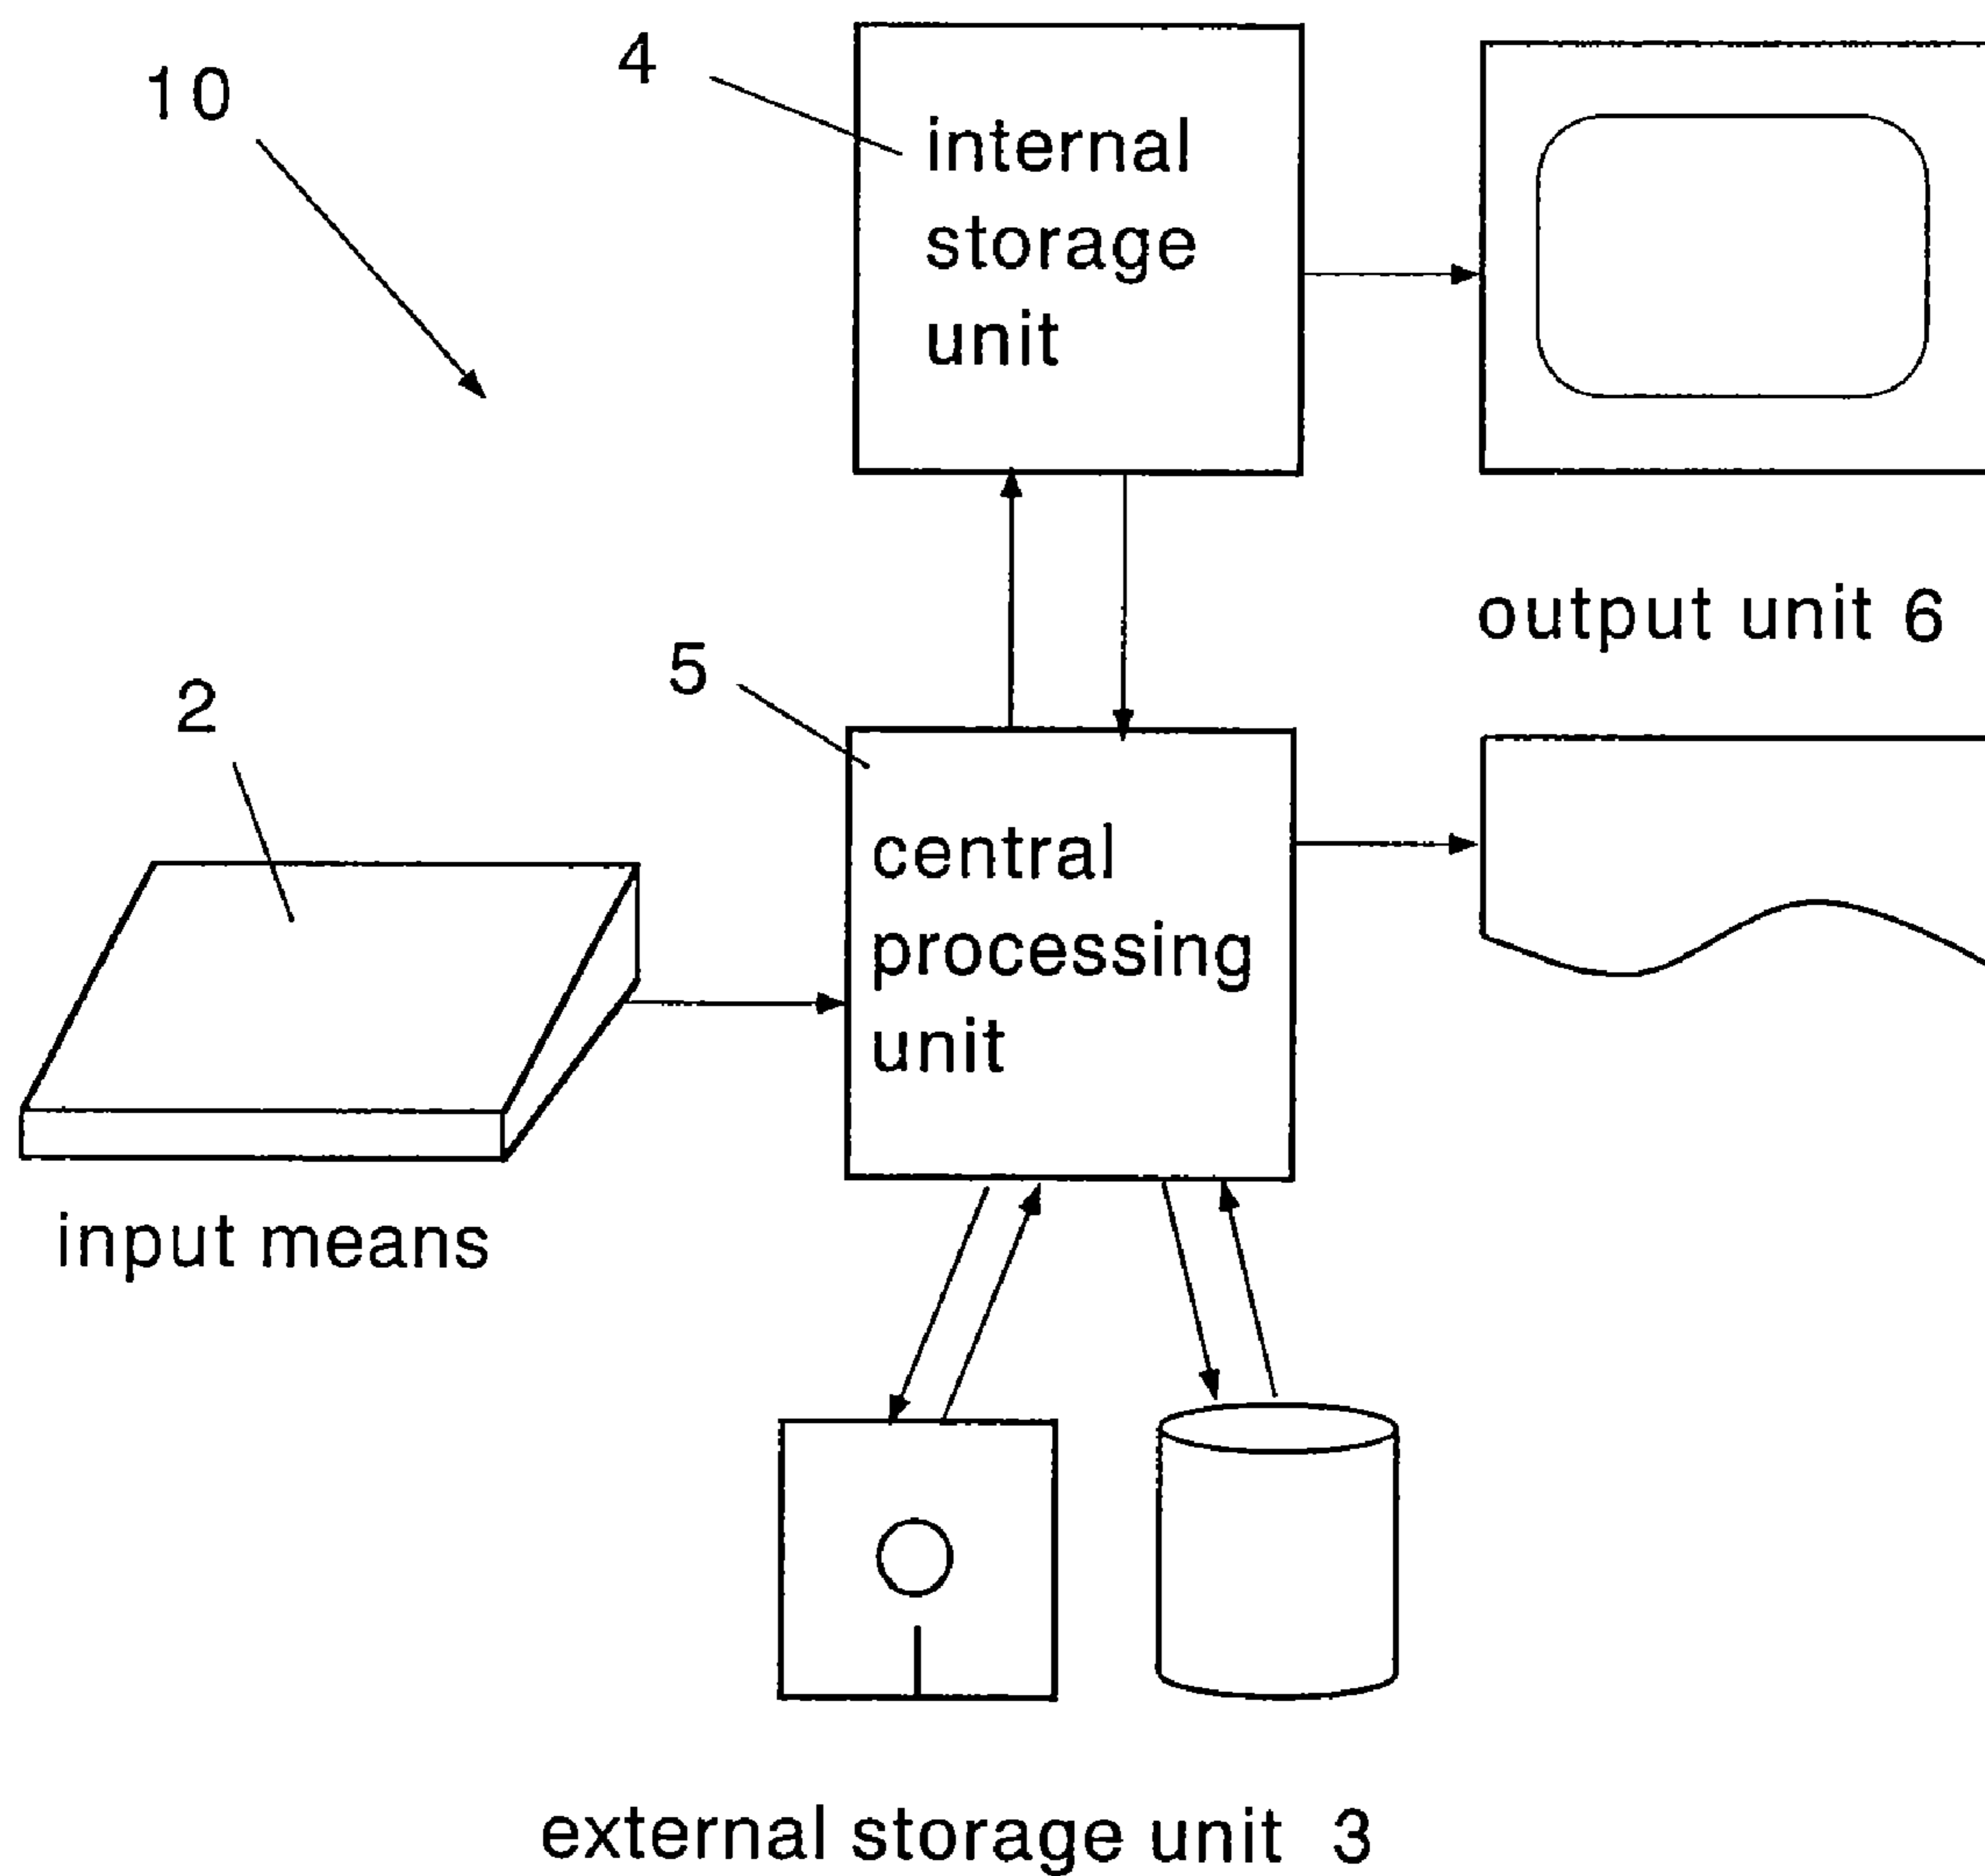 10
4
internal
storage
unit
output unit 6
2
5
central
processing
unit
input means
external storage unit 3